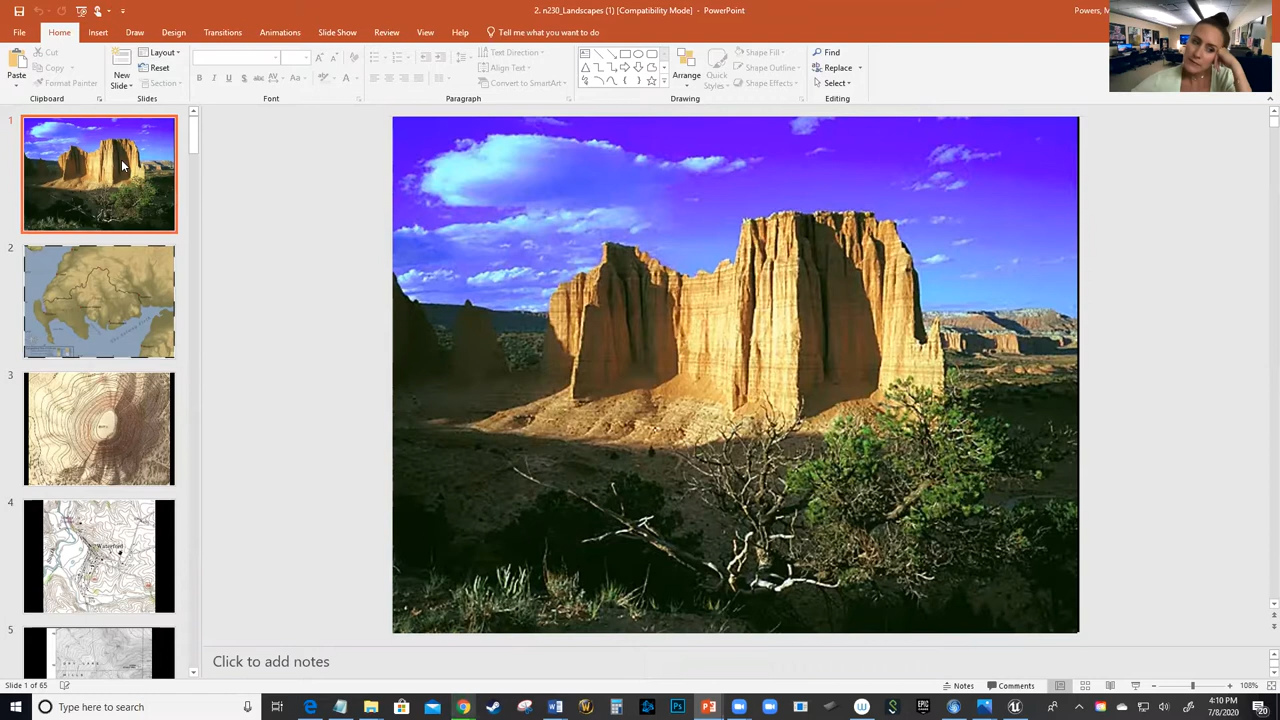 2. n230_Landscapes (1) [Compatibility Mode] - PowerPoint
Powers, M
File Home Insert Draw Design Transitions Animations Slide Show Review View Help Tell me what you want to do
Paste
Cut
Copy
Format Painter
Clipboard
New
Slide
Layout
Reset
Section
Slides
B I U S
Font
Text Direction
Align Text
Convert to SmartArt
Paragraph
Arrange
Quick
Styles
Shape Fill
Shape Outline
Shape Effects
Drawing
Find
Replace
Select
Editing
1
2
3
4
Waterford
5
Click to add notes
Slide 1 of 65
Notes
Comments
108%
Type here to search
4:10 PM
7/8/2020
20